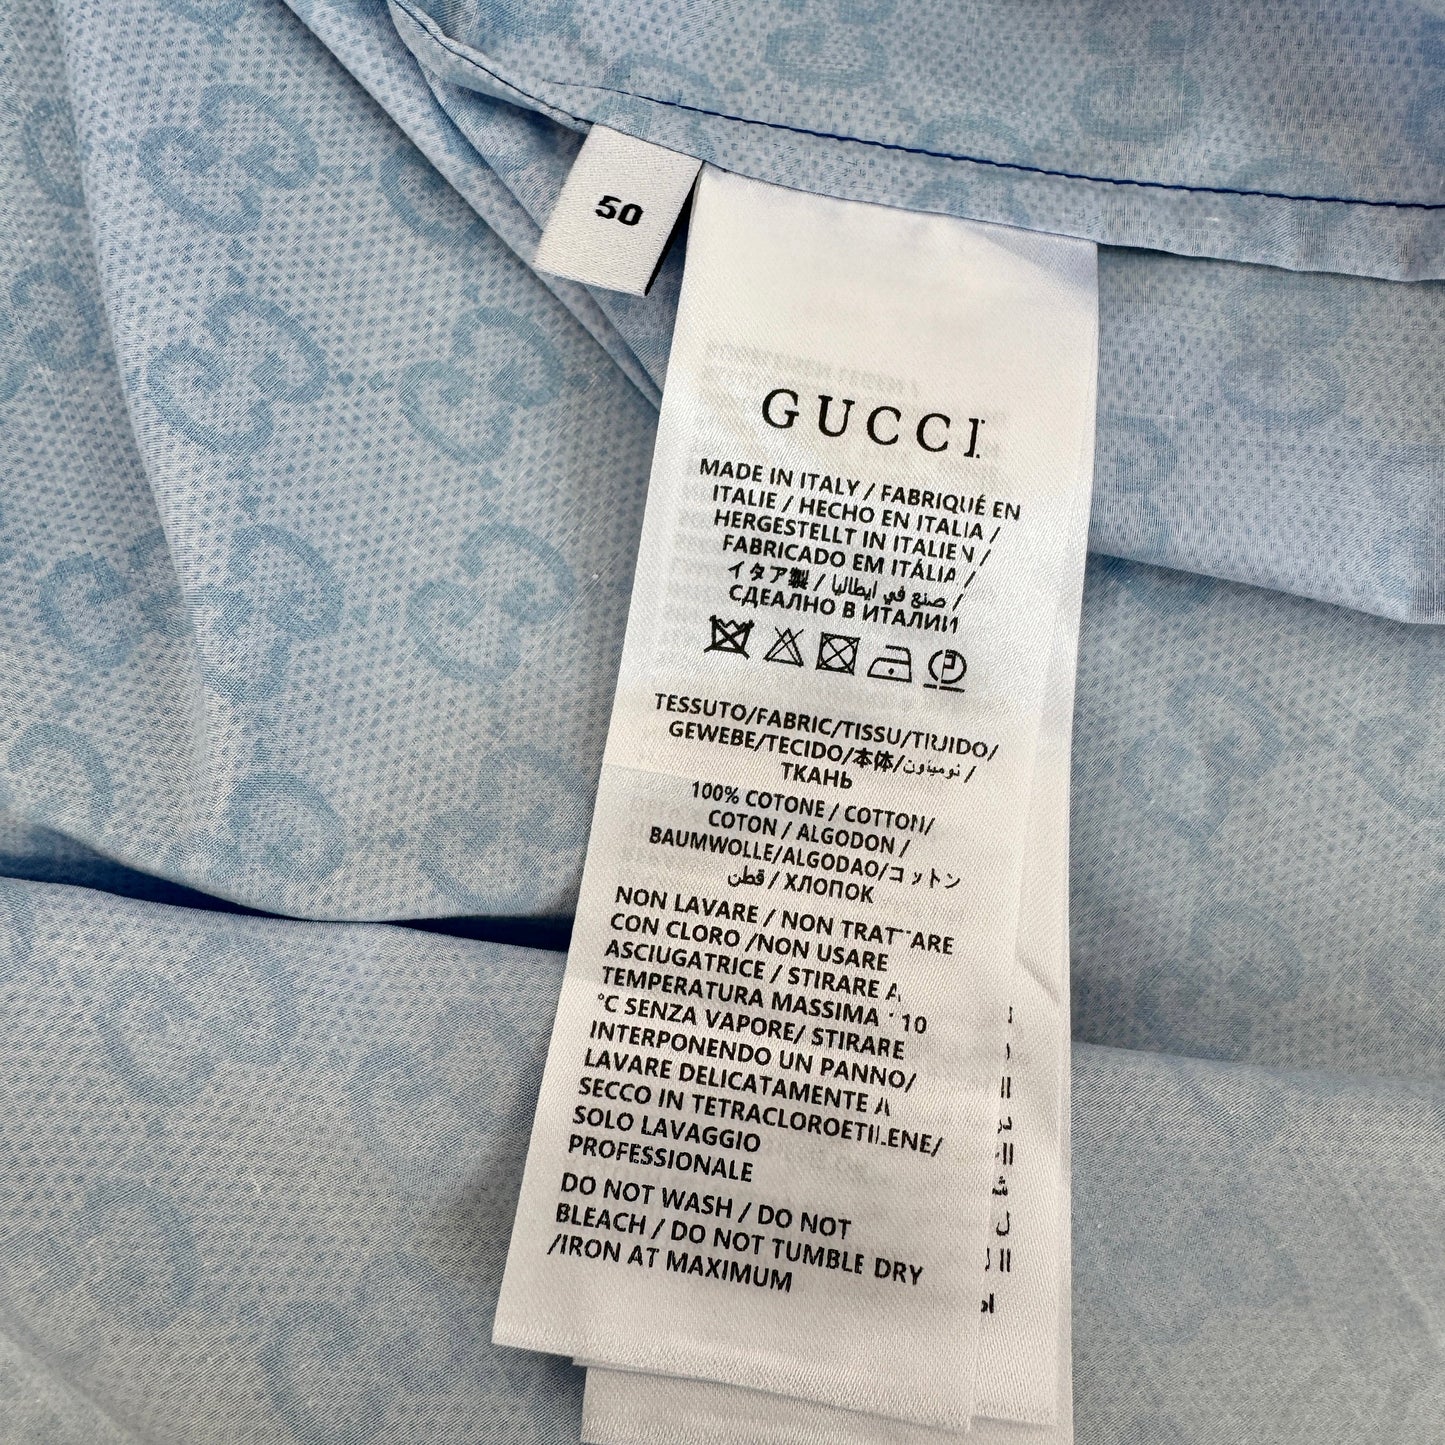 50
GUCCI
MADE IN ITALY / FABRIQUÉ EN
ITALIE / HECHO EN ITALIA /
HERGESTELLT IN ITALIEN /
FABRICADO EM ITÁLIA /
イタア製 / صنع في ايطاليا /
СДЕАЛНО В ИТАЛИИ
P
TESSUTO/FABRIC/TISSU/TIJIDO/
GEWEBE/TECIDO/本体/نوميناون /
ТКАНЬ
100% COTONE / COTTON/
COTON / ALGODON /
BAUMWOLLE/ALGODAO/コットン
قطن / ХЛОПОК
NON LAVARE / NON TRATTARE
CON CLORO /NON USARE
ASCIUGATRICE / STIRARE A
TEMPERATURA MASSIMA 110
°C SENZA VAPORE/ STIRARE
INTERPONENDO UN PANNO/
LAVARE DELICATAMENTE A
SECCO IN TETRACLOROETILENE/
SOLO LAVAGGIO
PROFESSIONALE
DO NOT WASH / DO NOT
BLEACH / DO NOT TUMBLE DRY
/IRON AT MAXIMUM